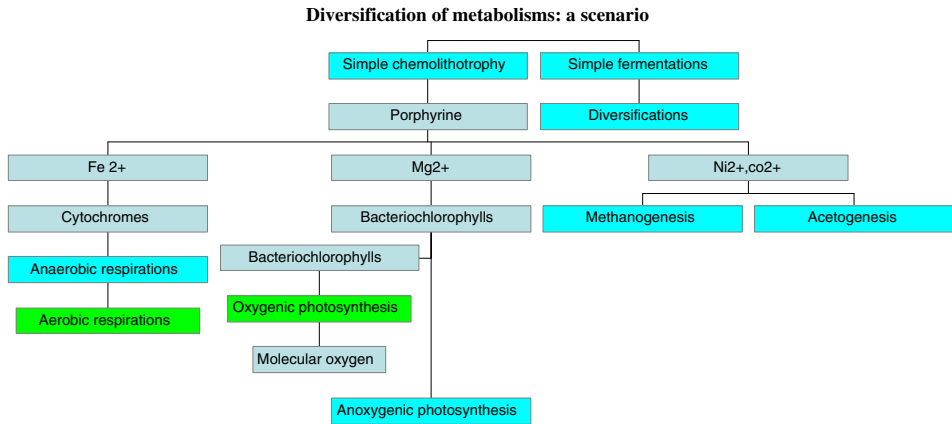 Diversification of metabolisms: a scenario
Simple chemolithotrophy
Simple fermentations
Porphyrine
Diversifications
Fe 2+
Mg2+
Ni2+,co2+
Cytochromes
Bacteriochlorophylls
Methanogenesis
Acetogenesis
Bacteriochlorophylls
Anaerobic respirations
Oxygenic photosynthesis
Aerobic respirations
Molecular oxygen
Anoxygenic photosynthesis